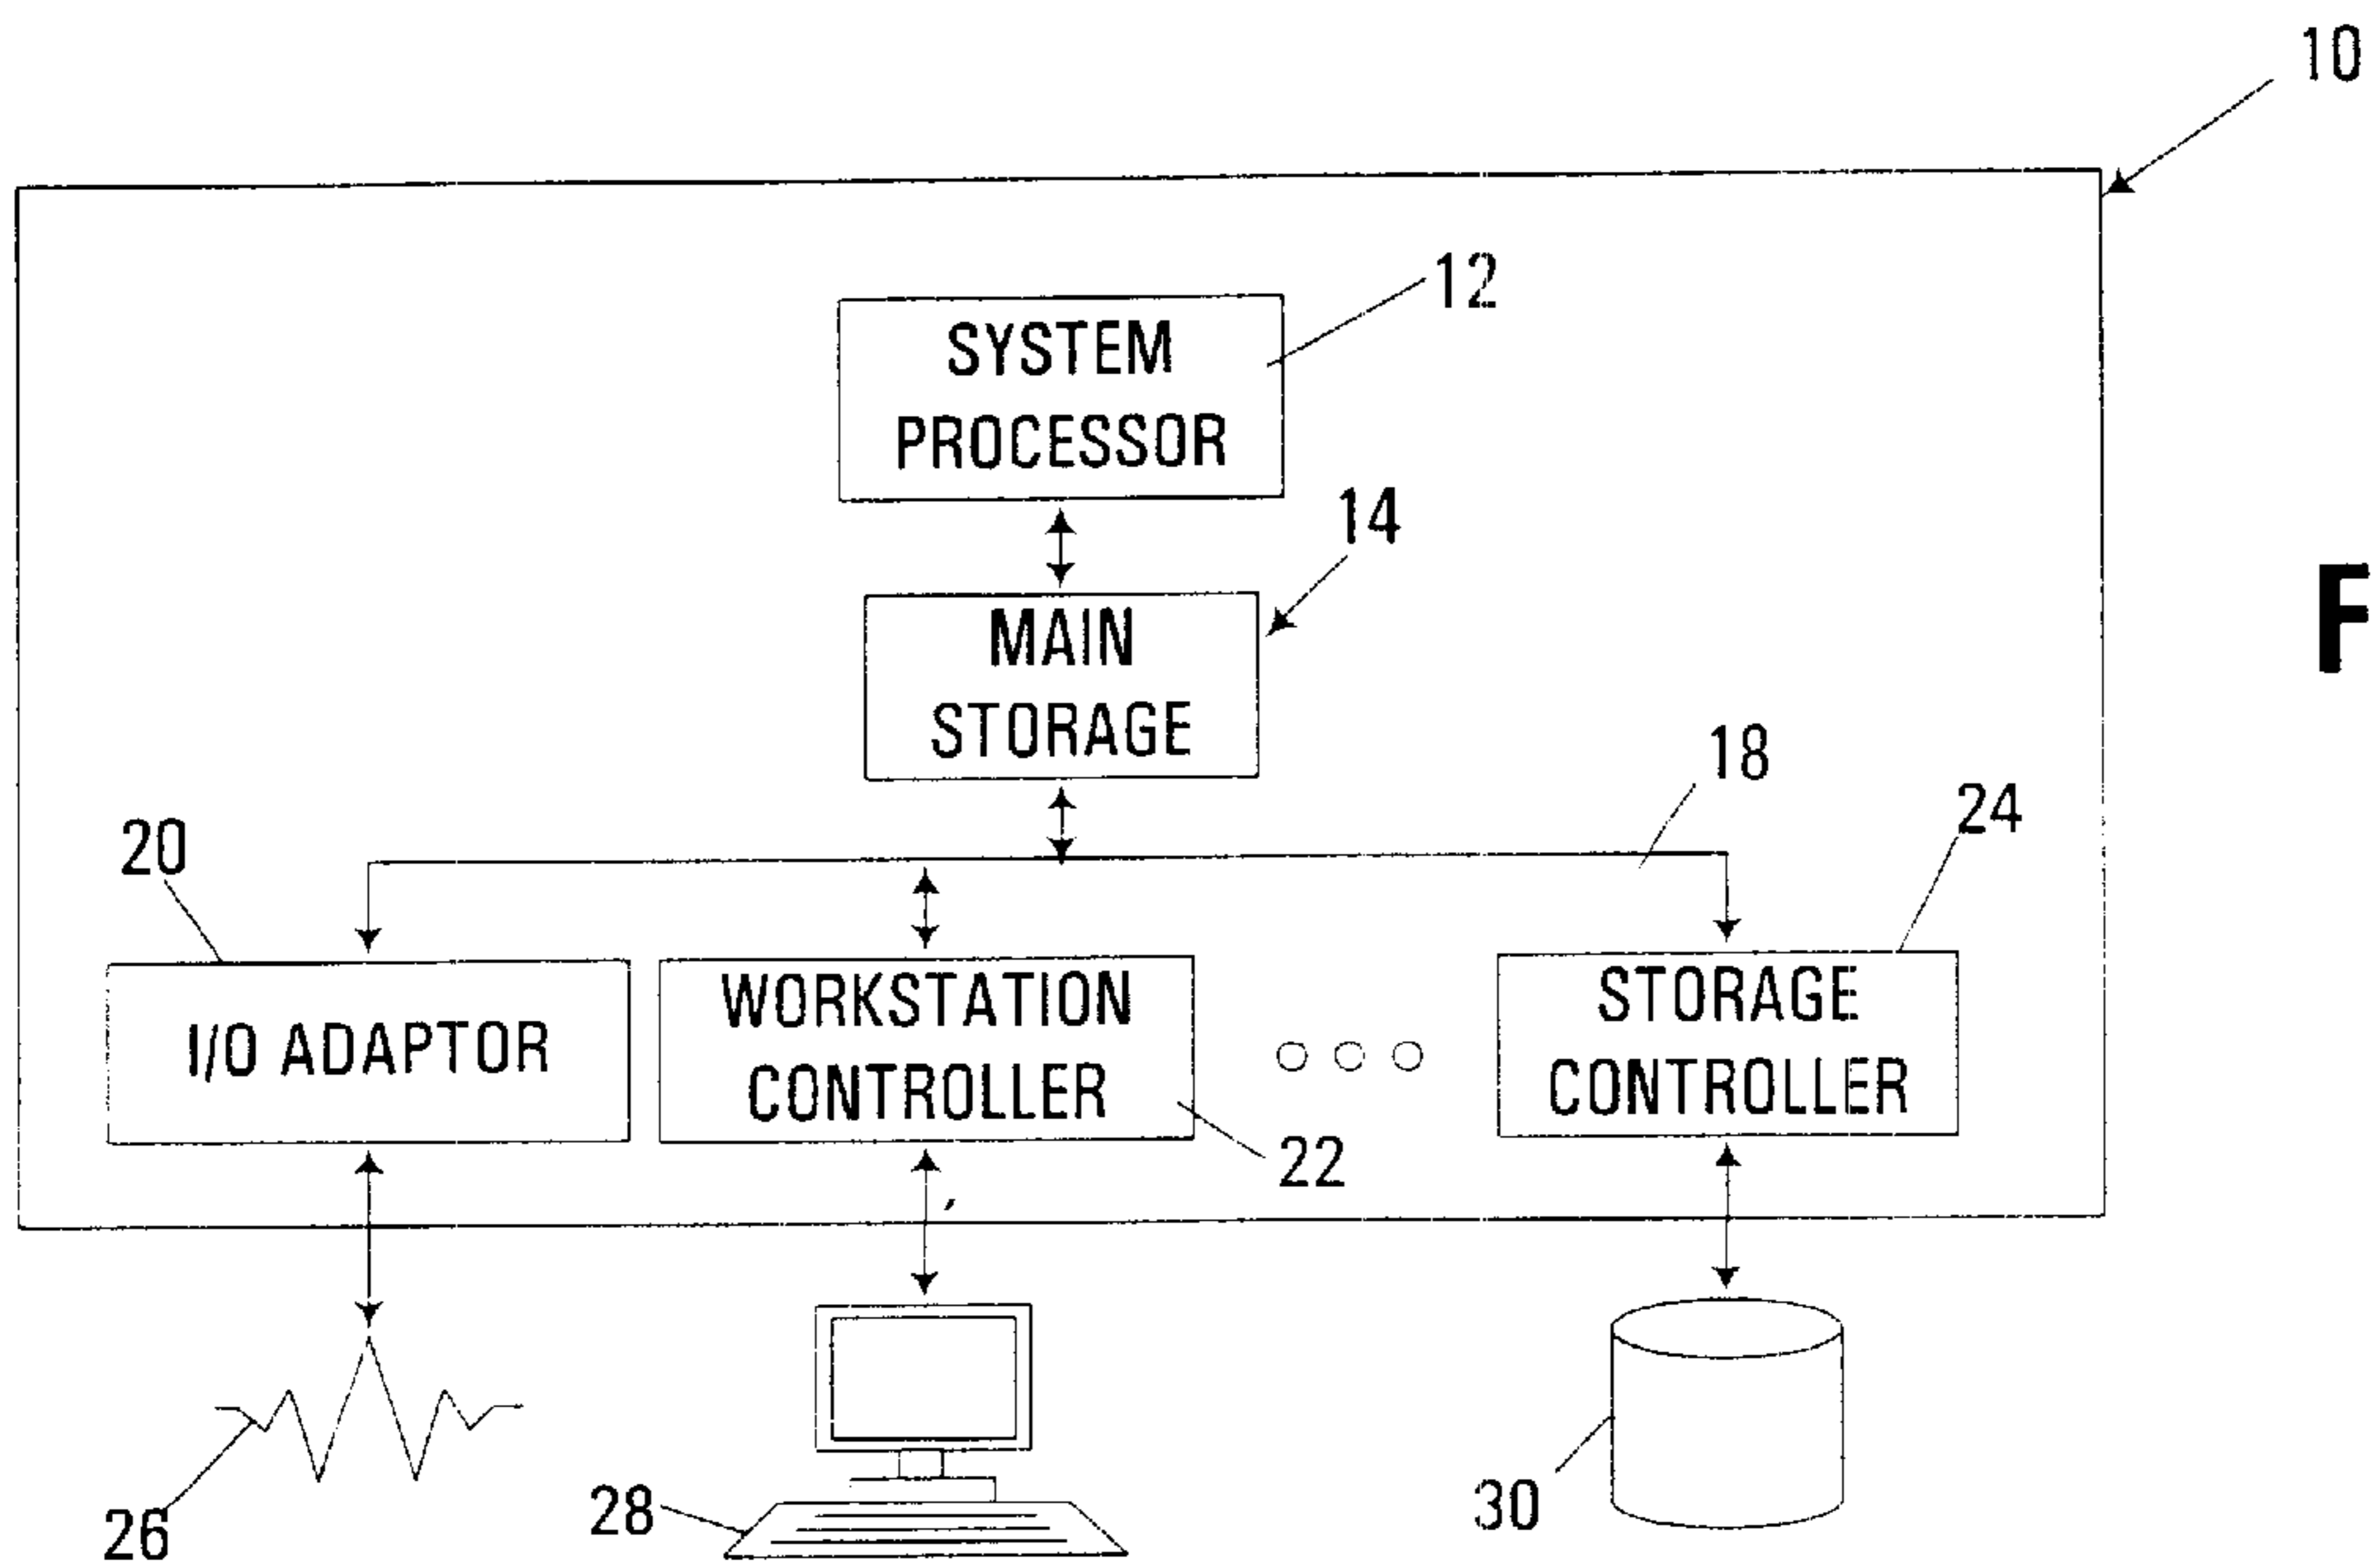 10
12
SYSTEM
PROCESSOR
14
MAIN
STORAGE
F
18
24
20
I/O ADAPTOR
WORKSTATION
CONTROLLER
STORAGE
CONTROLLER
22
26
28
30